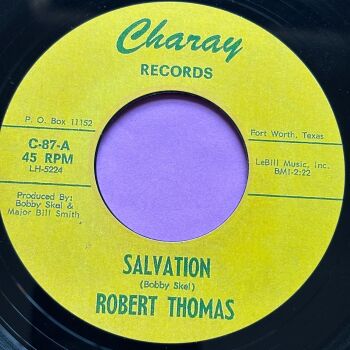 Charay
RECORDS
P. O. Box 11152
Fort Worth, Texas
C-87-A
45 RPM
LH-5224
LeBill Music, Inc.
BMI-2:22
Produced By:
Bobby Skel &
Major Bill Smith
SALVATION
(Bobby Skel)
ROBERT THOMAS